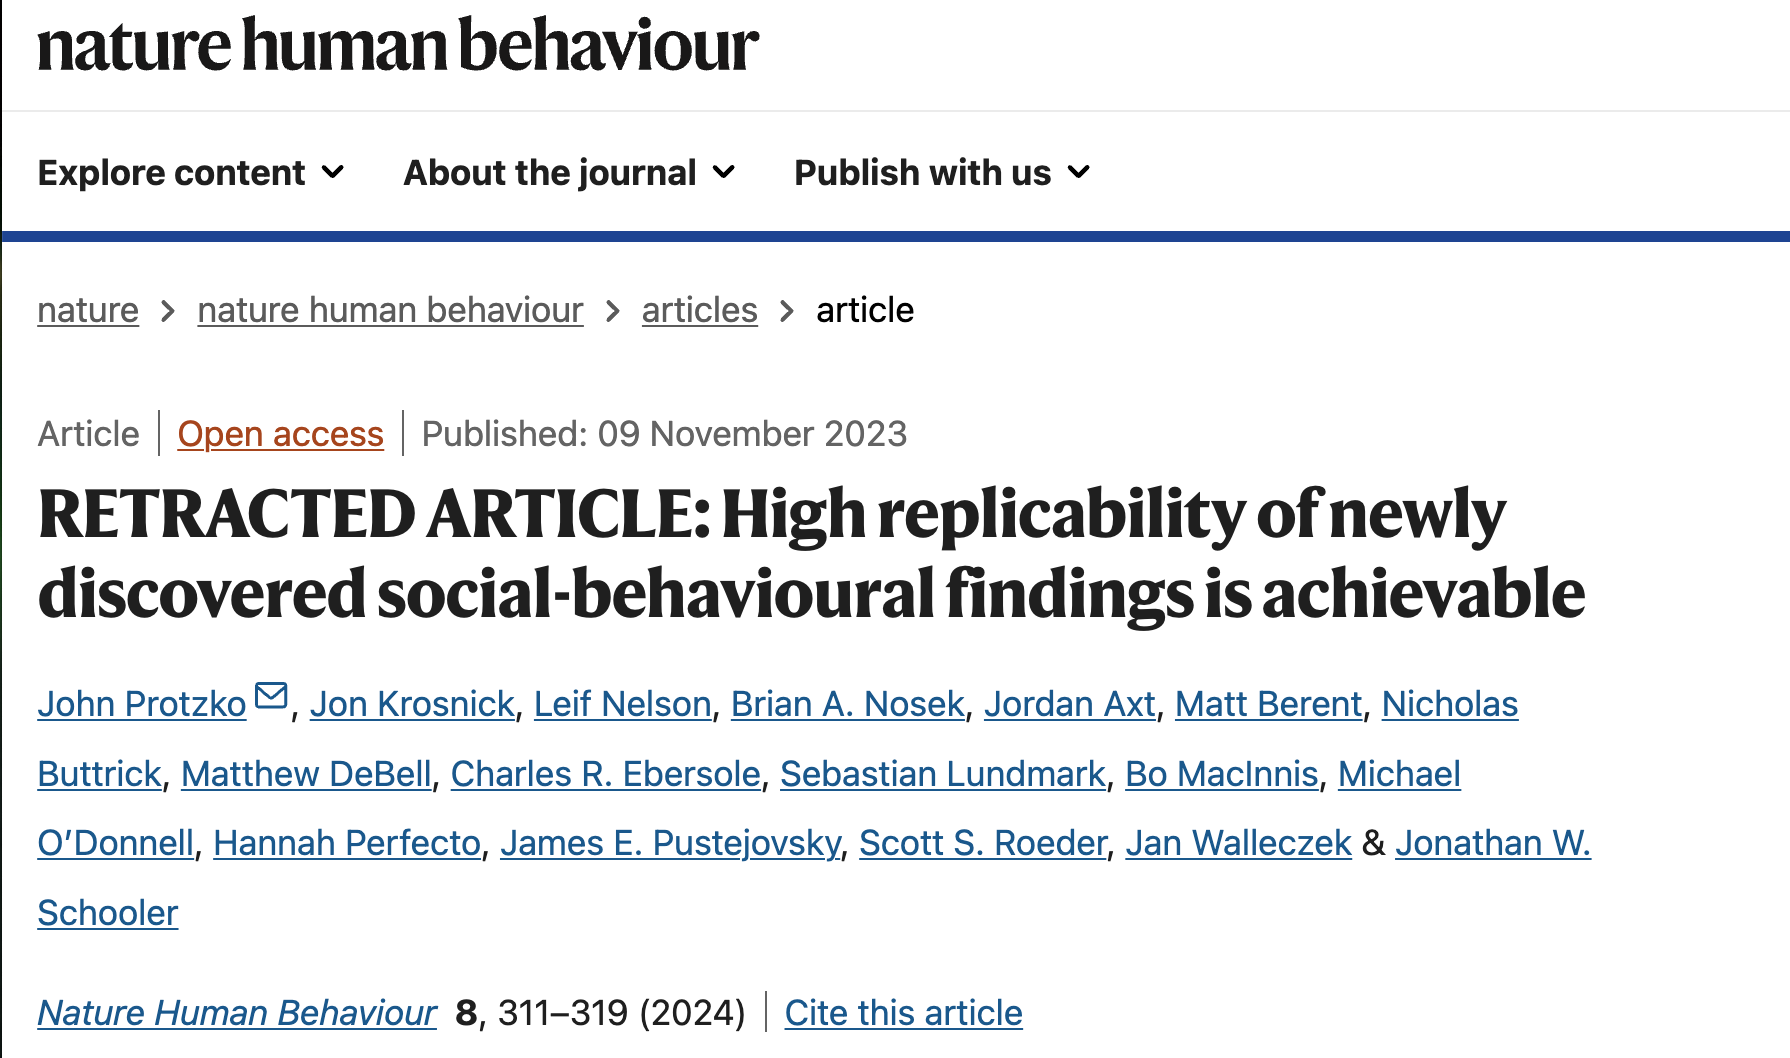 nature human behaviour
Explore content About the journal Publish with us
nature > nature human behaviour > articles > article
Article | Open access | Published: 09 November 2023
RETRACTED ARTICLE: High replicability of newly
discovered social-behavioural findings is achievable
John Protzko, Jon Krosnick, Leif Nelson, Brian A. Nosek, Jordan Axt, Matt Berent, Nicholas
Buttrick, Matthew DeBell, Charles R. Ebersole, Sebastian Lundmark, Bo MacInnis, Michael
O’Donnell, Hannah Perfecto, James E. Pustejovsky, Scott S. Roeder, Jan Walleczek & Jonathan W.
Schooler
Nature Human Behaviour 8, 311–319 (2024) | Cite this article